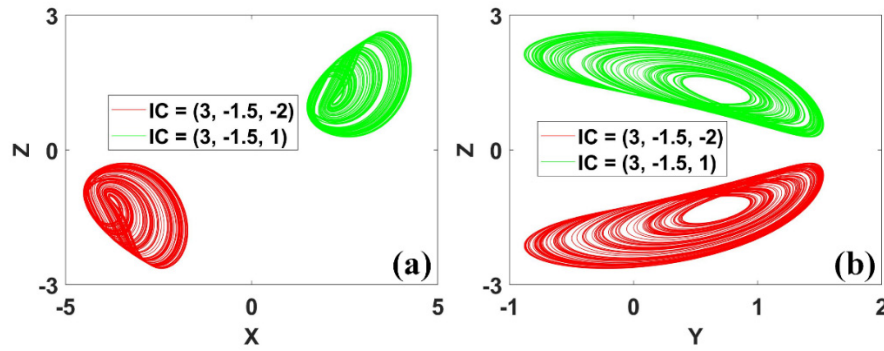 3
Z
0
-3
IC = (3, -1.5, -2)
IC = (3, -1.5, 1)
(a)
-5
0
5
X
3
Z
0
-3
IC = (3, -1.5, -2)
IC = (3, -1.5, 1)
(b)
-1
0
1
2
Y